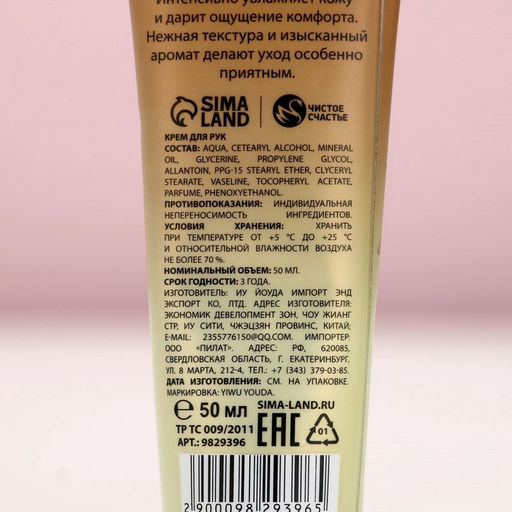 Интенсивно увлажняет кожу
и дарит ощущение комфорта.
Нежная текстура и изысканный
аромат делают уход особенно
приятным.
SIMA LAND
ЧИСТОЕ СЧАСТЬЕ
КРЕМ ДЛЯ РУК
СОСТАВ: AQUA, CETEARYL ALCOHOL, MINERAL
OIL, GLYCERINE, PROPYLENE GLYCOL,
ALLANTOIN, PPG-15 STEARYL ETHER, GLYCERYL
STEARATE, VASELINE, TOCOPHERYL ACETATE,
PARFUME, PHENOXYETHANOL.
ПРОТИВОПОКАЗАНИЯ: ИНДИВИДУАЛЬНАЯ
НЕПЕРЕНОСИМОСТЬ ИНГРЕДИЕНТОВ.
УСЛОВИЯ ХРАНЕНИЯ: ХРАНИТЬ
ПРИ ТЕМПЕРАТУРЕ ОТ +5 °C ДО +25 °C
И ОТНОСИТЕЛЬНОЙ ВЛАЖНОСТИ ВОЗДУХА
НЕ БОЛЕЕ 70 %.
НОМИНАЛЬНЫЙ ОБЪЕМ: 50 МЛ.
СРОК ГОДНОСТИ: 3 ГОДА.
ИЗГОТОВИТЕЛЬ: ИУ ЙОУДА ИМПОРТ ЭНД
ЭКСПОРТ КО, ЛТД. АДРЕС ИЗГОТОВИТЕЛЯ:
ЭКОНОМИК ДЕВЕЛОПМЕНТ ЗОН, ЧОУ ЖИАНГ
СТР, ИУ СИТИ, ЧЖЭЦЗЯН ПРОВИНС, КИТАЙ;
E-MAIL: 2355776150@QQ.COM. ИМПОРТЕР:
ООО «ПИЛАТ». АДРЕС: РФ, 620085,
СВЕРДЛОВСКАЯ ОБЛАСТЬ, Г. ЕКАТЕРИНБУРГ,
УЛ. 8 МАРТА, 212-4, ТЕЛ.: +7 (343) 379-03-85.
ДАТА ИЗГОТОВЛЕНИЯ: СМ. НА УПАКОВКЕ.
МАРКИРОВКА: YIWU YOUDA.
℮ 50 МЛ
SIMA-LAND.RU
ТР ТС 009/2011
АРТ.: 9829396
EAC
01
2 900098 293965